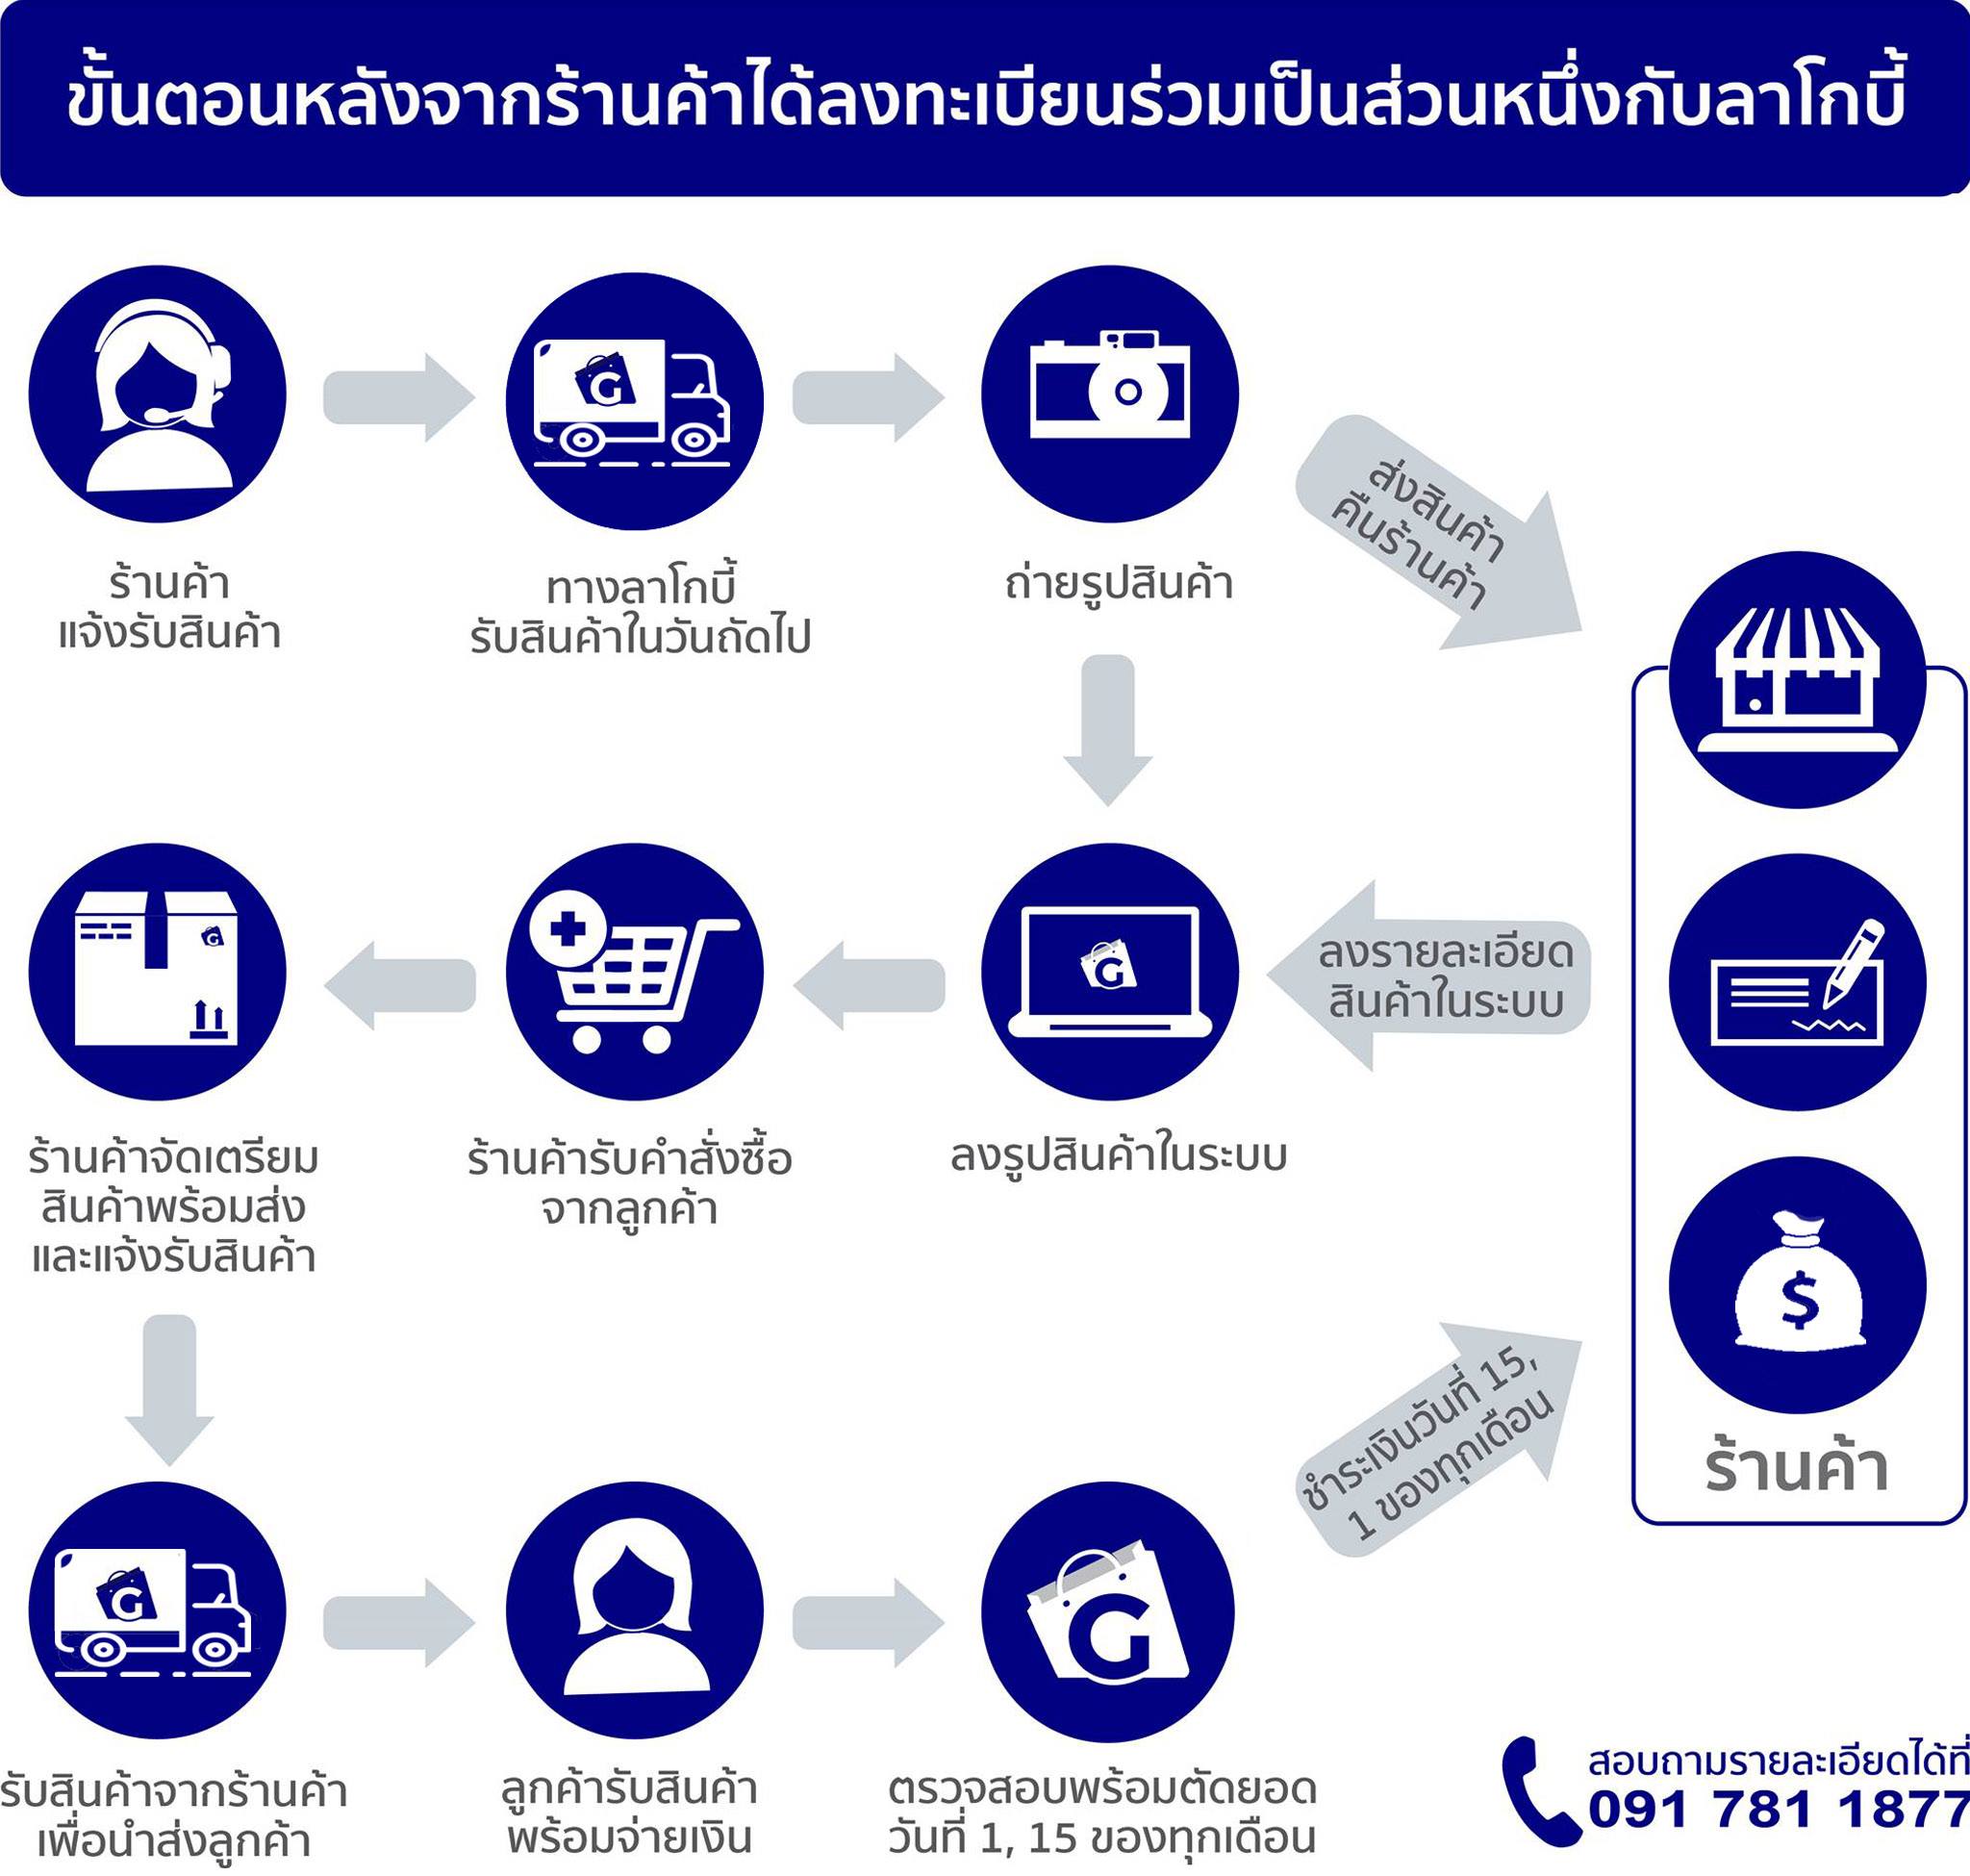 ขั้นตอนหลังจากร้านค้าได้ลงทะเบียนร่วมเป็นส่วนหนึ่งกับลาโกบี้
ร้านค้า
แจ้งรับสินค้า
ทางลาโกบี้
รับสินค้าในวันถัดไป
ถ่ายรูปสินค้า
ส่งสินค้า
คืนร้านค้า
ลงรายละเอียด
สินค้าในระบบ
ลงรูปสินค้าในระบบ
ร้านค้ารับคำสั่งซื้อ
จากลูกค้า
ร้านค้าจัดเตรียม
สินค้าพร้อมส่ง
และแจ้งรับสินค้า
รับสินค้าจากร้านค้า
เพื่อนำส่งลูกค้า
ลูกค้ารับสินค้า
พร้อมจ่ายเงิน
G
ตรวจสอบพร้อมตัดยอด
วันที่ 1, 15 ของทุกเดือน
ชำระเงินวันที่ 15,
1 ของทุกเดือน
$
ร้านค้า
สอบถามรายละเอียดได้ที่
091 781 1877